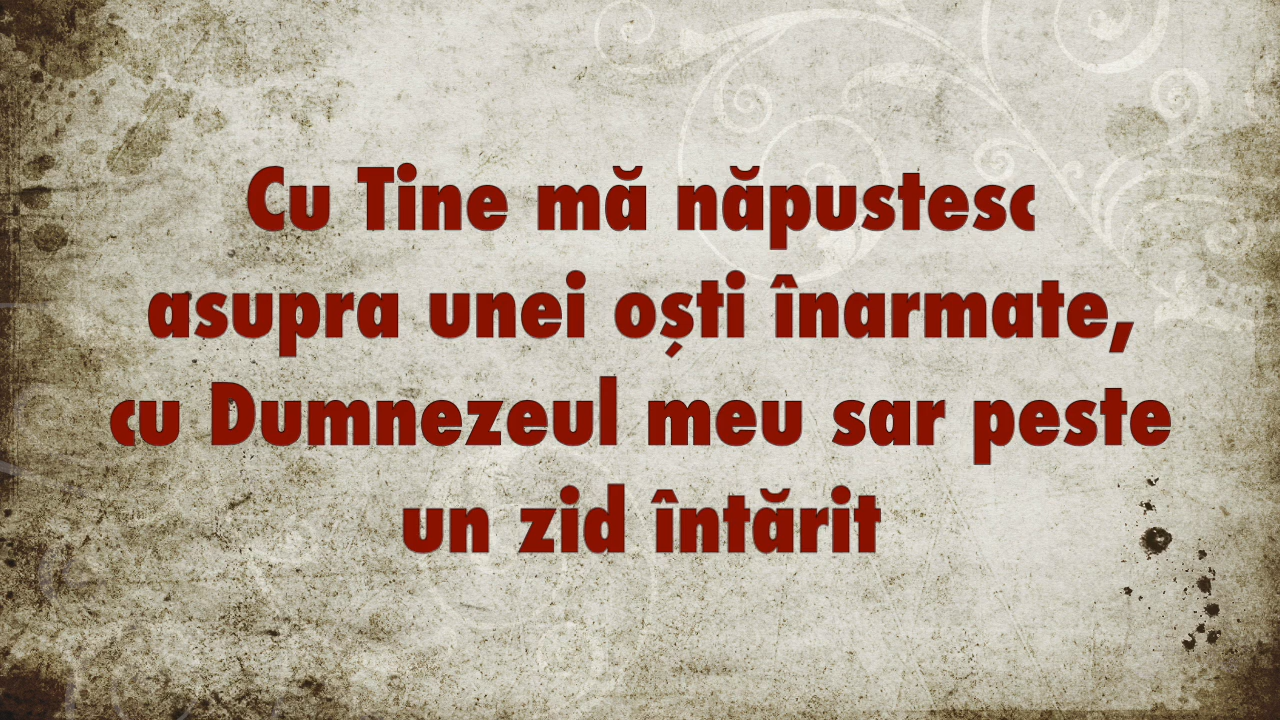 Cu Tine mă năpustesc
asupra unei oști înarmate,
cu Dumnezeul meu sar peste
un zid întărit